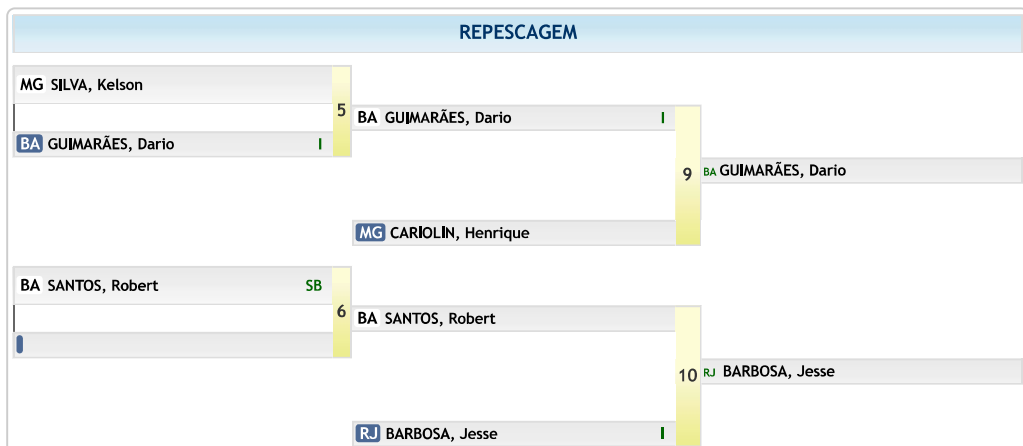 REPESCAGEM
MG SILVA, Kelson
5
BA GUIMARÃES, Dario I
BA GUIMARÃES, Dario I
9
BA GUIMARÃES, Dario
MG CARIOLIN, Henrique
BA SANTOS, Robert SB
6
BA SANTOS, Robert
10
RJ BARBOSA, Jesse
RJ BARBOSA, Jesse I